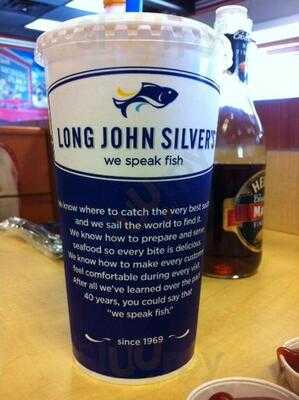 LONG JOHN SILVER'S
we speak fish
We know where to catch the very best
and we sail the world to find it.
We know how to prepare and serve
seafood so every bite is delicious.
We know how to make every customer
feel comfortable during every visit.
After all we've learned over the past
40 years, you could say that
"we speak fish."
since 1969
HE
MA